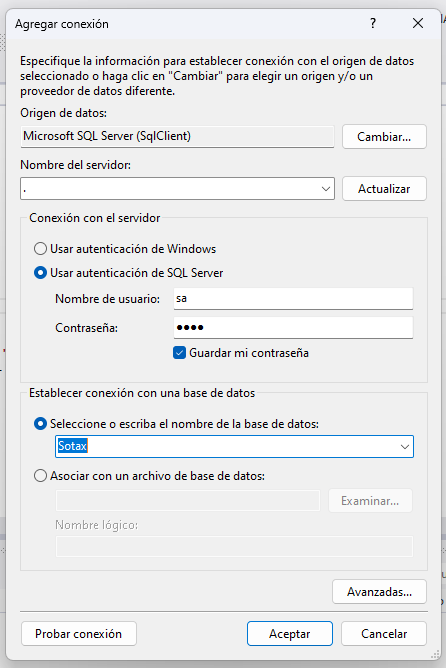 Agregar conexión
?
Especifique la información para establecer conexión con el origen de datos
seleccionado o haga clic en "Cambiar" para elegir un origen y/o un
proveedor de datos diferente.
Origen de datos:
Microsoft SQL Server (SqlClient)
Cambiar...
Nombre del servidor:
.
Actualizar
Conexión con el servidor
Usar autenticación de Windows
Usar autenticación de SQL Server
Nombre de usuario:
sa
Contraseña:
●●●●
Guardar mi contraseña
Establecer conexión con una base de datos
Seleccione o escriba el nombre de la base de datos:
Sotax
Asociar con un archivo de base de datos:
Examinar...
Nombre lógico:
Avanzadas...
Probar conexión
Aceptar
Cancelar